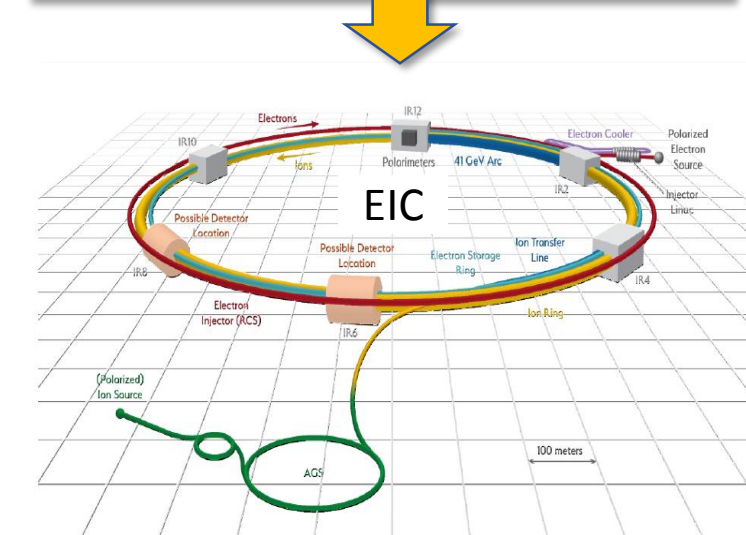 IR12
Electrons
IR10
Ions
Polarimeters
41 GeV Arc
Electron Cooler
Polarized
Electron
Source
IR2
Injector
Linac
EIC
Possible Detector
Location
IR8
Possible Detector
Location
Electron Storage
Ring
Ion Transfer
Line
IR4
Electron
Injector (RCS)
Ion Ring
IR6
(Polarized)
Ion Source
100 meters
AGS